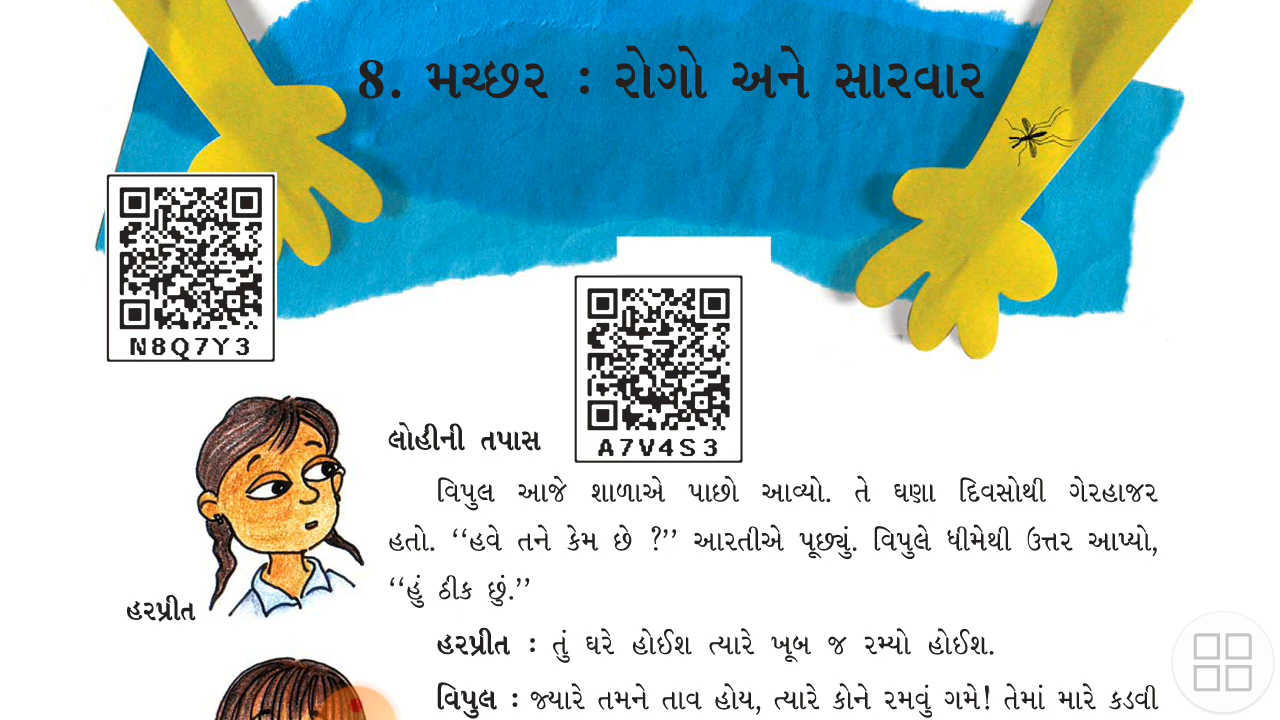 8. મચ્છર : રોગો અને સારવાર
N8Q7Y3
A7V4S3
લોહીની તપાસ
વિપુલ આજે શાળાએ પાછો આવ્યો. તે ઘણા દિવસોથી ગેરહાજર
હતો. ‘‘હવે તને કેમ છે ?’’ આરતીએ પૂછ્યું. વિપુલે ધીમેથી ઉત્તર આપ્યો,
‘‘હું ઠીક છું.’’
હરપ્રીત
હરપ્રીત : તું ઘરે હોઈશ ત્યારે ખૂબ જ રમ્યો હોઈશ.
વિપુલ : જ્યારે તમને તાવ હોય, ત્યારે કોને રમવું ગમે! તેમાં મારે કડવી